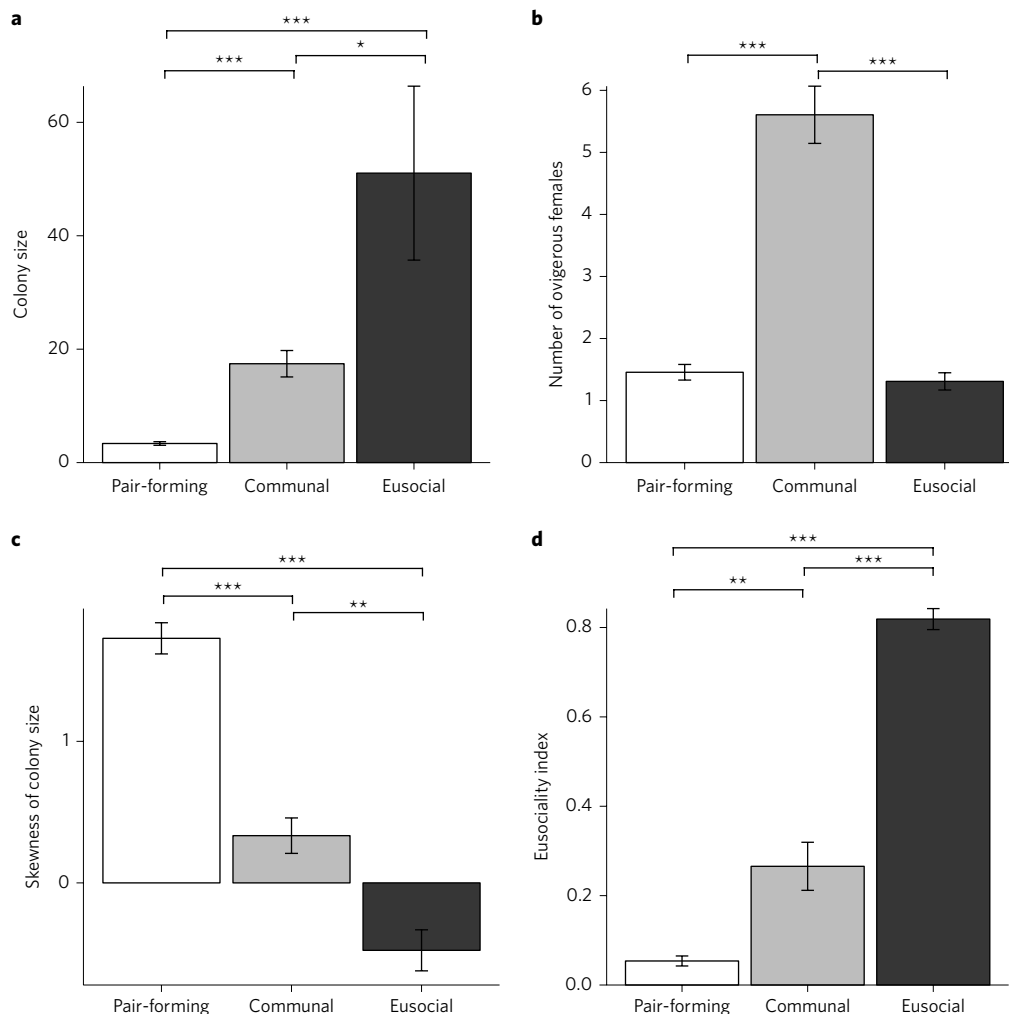 a
***
***
*
60
40
20
0
Colony size
Pair-forming Communal Eusocial
b
***
***
6
5
4
3
2
1
0
Number of ovigerous females
Pair-forming Communal Eusocial
c
***
***
**
1
0
Skewness of colony size
Pair-forming Communal Eusocial
d
***
***
**
0.8
0.6
0.4
0.2
0.0
Eusociality index
Pair-forming Communal Eusocial